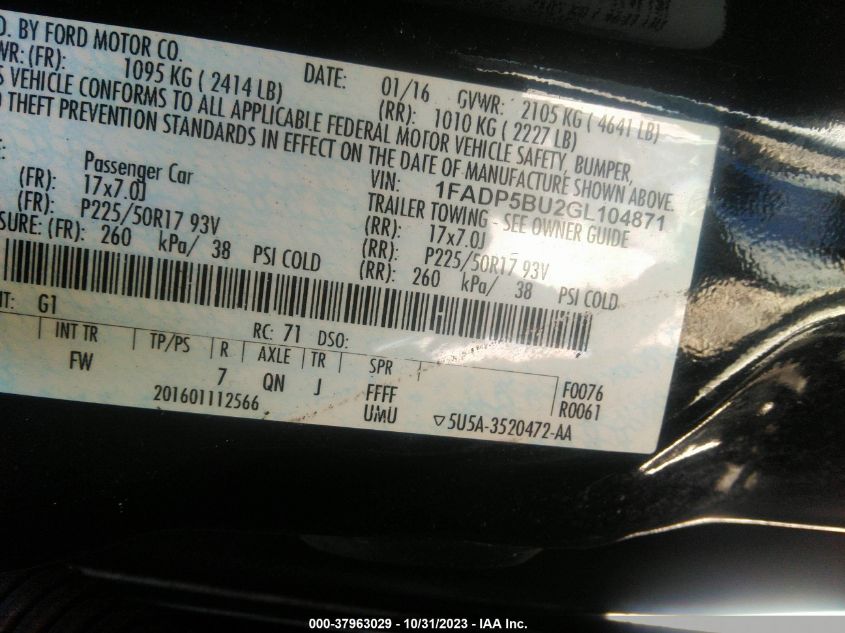 D. BY FORD MOTOR CO.
DATE: 01/16 GVWR: 2105 KG ( 4641 LB)
WR: (FR): 1095 KG ( 2414 LB) (RR): 1010 KG ( 2227 LB)
S VEHICLE CONFORMS TO ALL APPLICABLE FEDERAL MOTOR VEHICLE SAFETY, BUMPER,
THEFT PREVENTION STANDARDS IN EFFECT ON THE DATE OF MANUFACTURE SHOWN ABOVE.
VIN: 1FADP5BU2GL104871
Passenger Car TRAILER TOWING - SEE OWNER GUIDE
(FR): 17x7.0J (RR): 17x7.0J
(FR): P225/50R17 93V (RR): P225/50R17 93V
SURE: (FR): 260 kPa/ 38 PSI COLD (RR): 260 kPa/ 38 PSI COLD
NT: G1
RC: 71 DSO:
INT TR TP/PS R AXLE TR SPR
FW 7 QN J FFFF
201601112566 UMU
F0076
R0061
▽5U5A-3520472-AA
000-37963029 - 10/31/2023 - IAA Inc.